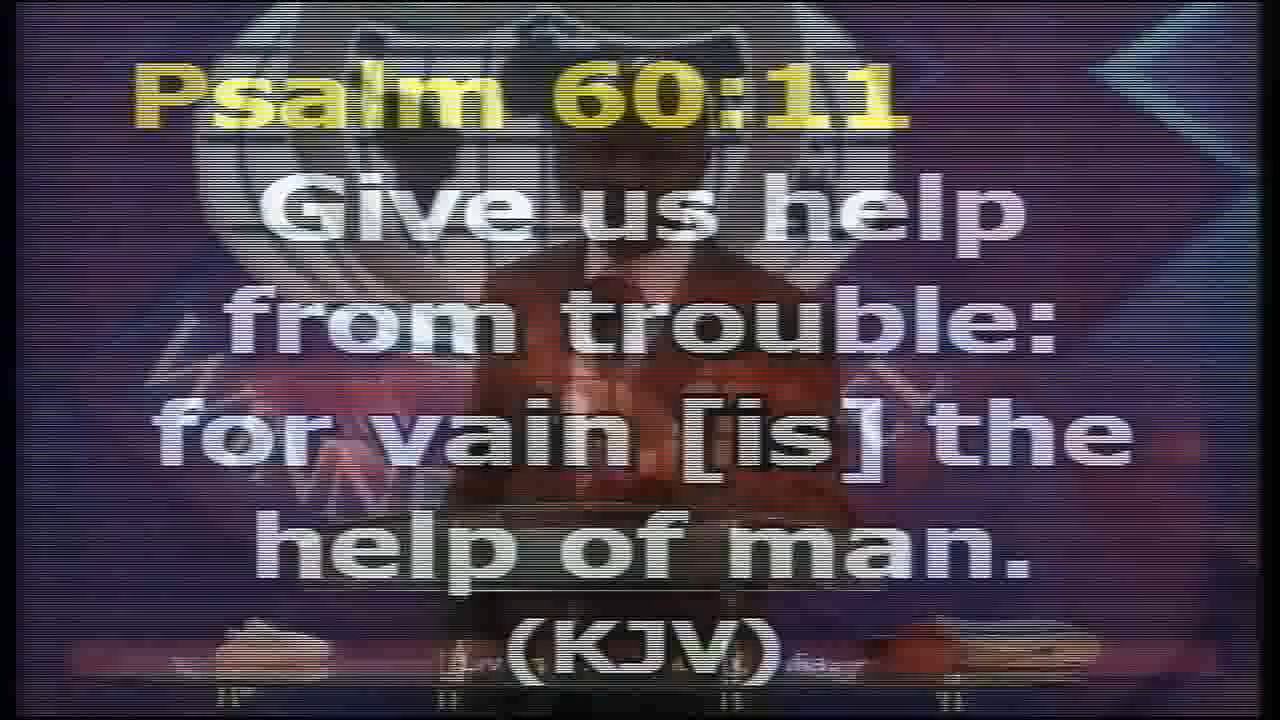 Psalm 60:11
Give us help
from trouble:
for vain [is] the
help of man.
(KJV)